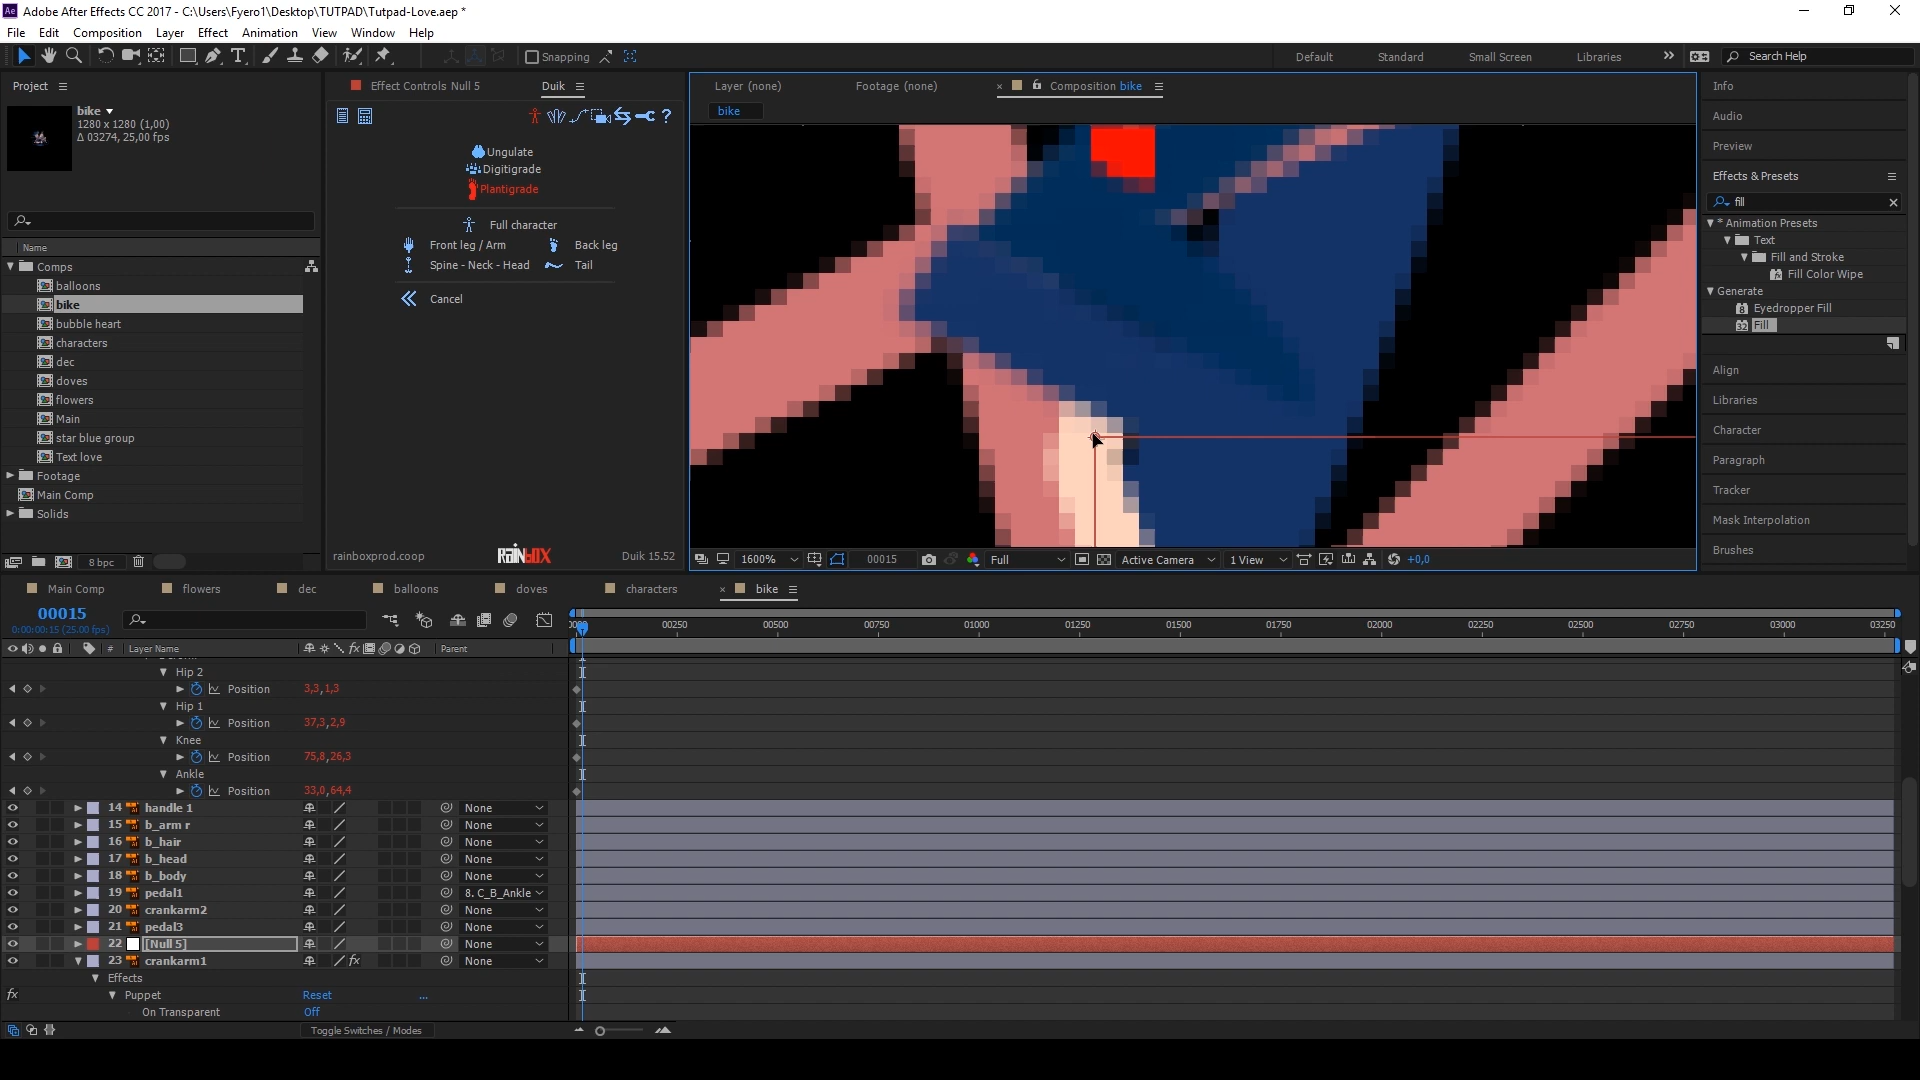 Adobe After Effects CC 2017 - C:\Users\Fyero1\Desktop\TUTPAD\Tutpad-Love.aep *
File Edit Composition Layer Effect Animation View Window Help
Snapping Default Standard Small Screen Libraries Search Help
Project
bike
1280 x 1280 (1,00)
Δ 03274, 25,00 fps)
Name
Comps
balloons
bike
bubble heart
characters
dec
doves
flowers
Main
star blue group
Text love
Footage
Main Comp
Solids
8 bpc
Effect Controls Null 5
Duik
Ungulate
Digitigrade
Plantigrade
Full character
Front leg / Arm Back leg
Spine - Neck - Head Tail
Cancel
rainboxprod.coop RAINBOX Duik 15.52
Layer (none) Footage (none) Composition bike
bike
1600% 00015 Full Active Camera 1 View +0,0
Info
Audio
Preview
Effects & Presets
fill
* Animation Presets
Text
Fill and Stroke
Fill Color Wipe
Generate
Eyedropper Fill
Fill
Align
Libraries
Character
Paragraph
Tracker
Mask Interpolation
Brushes
Main Comp flowers dec balloons doves characters bike
00015
0:00:00:15 (25.00 fps)
00250 00500 00750 01000 01250 01500 01750 02000 02250 02500 02750 03000 03250
# Layer Name Parent
Hip 2
Position 3,3,1,3
Hip 1
Position 37,3,2,9
Knee
Position 75,8,26,3
Ankle
Position 33,0,64,4
14 handle 1 None
15 b_arm r None
16 b_hair None
17 b_head None
18 b_body None
19 pedal1 8. C_B_Ankle
20 crankarm2 None
21 pedal3 None
22 [Null 5] None
23 crankarm1 None
Effects
fx Puppet Reset ...
On Transparent Off
Toggle Switches / Modes